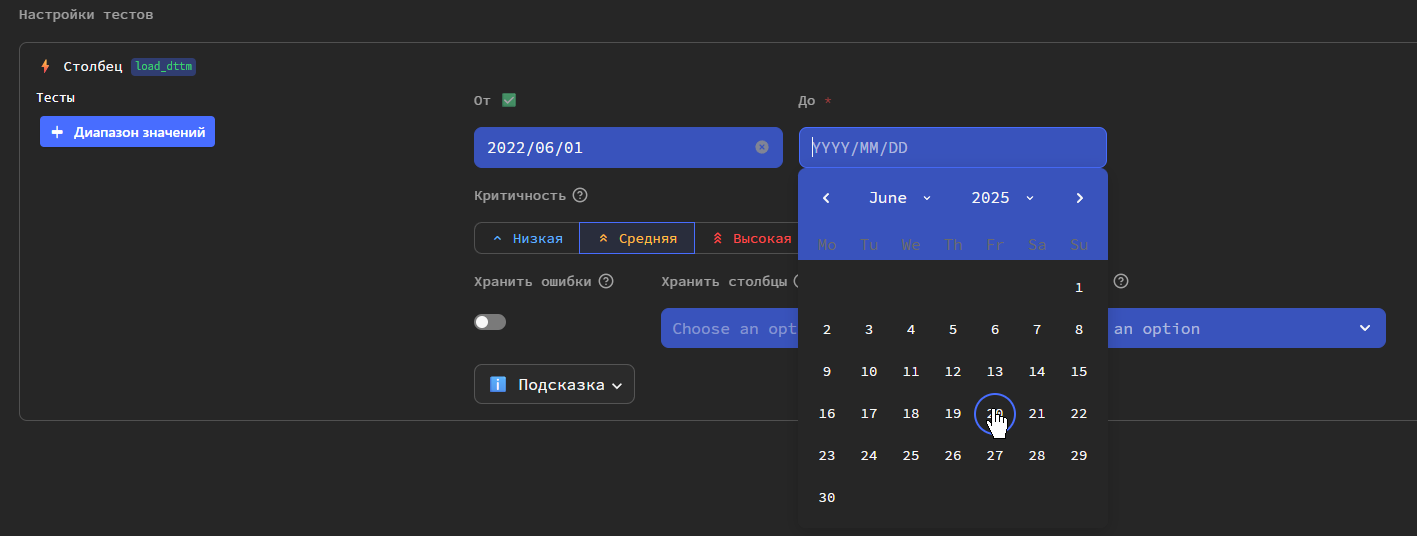 Настройки тестов
Столбец load_dttm
Тесты
Диапазон значений
От
До *
2022/06/01
YYYY/MM/DD
Критичность ?
Низкая Средняя Высокая
Хранить ошибки ?
Хранить столбцы
?
Choose an opt
an option
Подсказка
June 2025
Mo Tu We Th Fr Sa Su
1
2 3 4 5 6 7 8
9 10 11 12 13 14 15
16 17 18 19 20 21 22
23 24 25 26 27 28 29
30